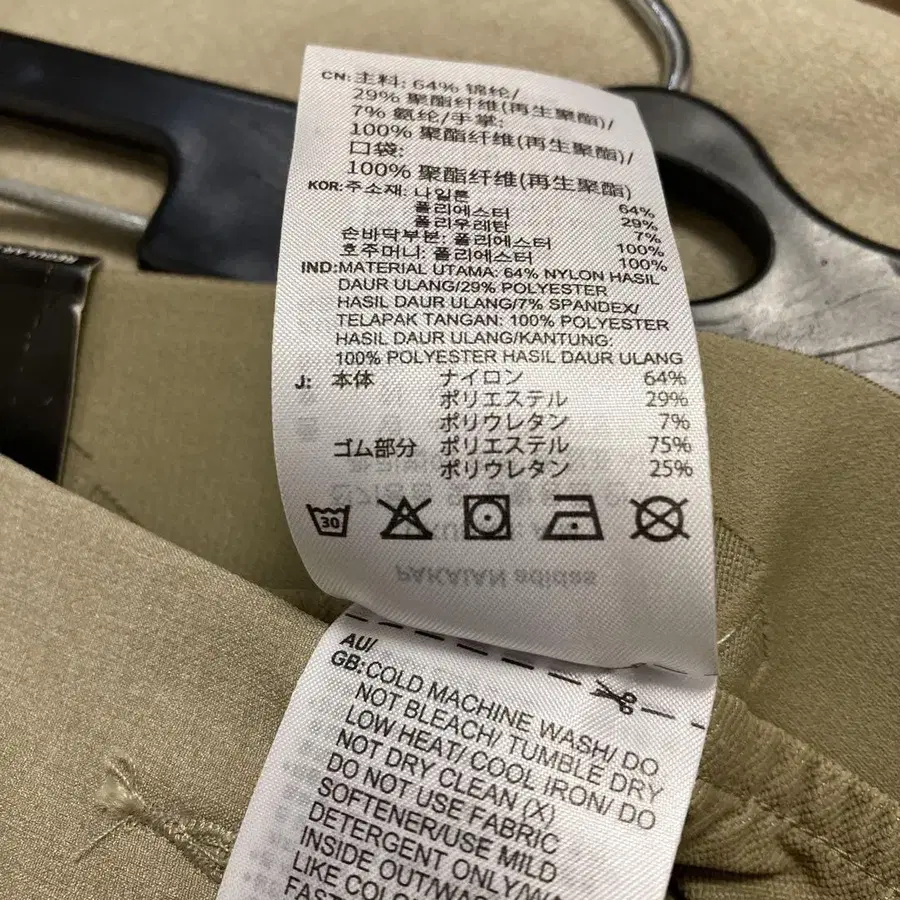 CN: 主料: 64% 锦纶/
29% 聚酯纤维(再生聚酯)/
7% 氨纶/手掌:
100% 聚酯纤维(再生聚酯)/
口袋:
100% 聚酯纤维(再生聚酯)
KOR: 주소재: 나일론 64%
폴리에스터 29%
폴리우레탄 7%
손바닥부분: 폴리에스터 100%
호주머니: 폴리에스터 100%
IND: MATERIAL UTAMA: 64% NYLON HASIL
DAUR ULANG/29% POLYESTER
HASIL DAUR ULANG/7% SPANDEX/
TELAPAK TANGAN: 100% POLYESTER
HASIL DAUR ULANG/KANTUNG:
100% POLYESTER HASIL DAUR ULANG
J: 本体 ナイロン 64%
ポリエステル 29%
ポリウレタン 7%
ゴム部分 ポリエステル 75%
ポリウレタン 25%
30
PAKAIAN adidas
AU/
GB: COLD MACHINE WASH/ DO
NOT BLEACH/ TUMBLE DRY
LOW HEAT/ COOL IRON/ DO
NOT DRY CLEAN (X)
DO NOT USE FABRIC
SOFTENER/USE MILD
DETERGENT ONLY/
INSIDE OUT/
LIKE